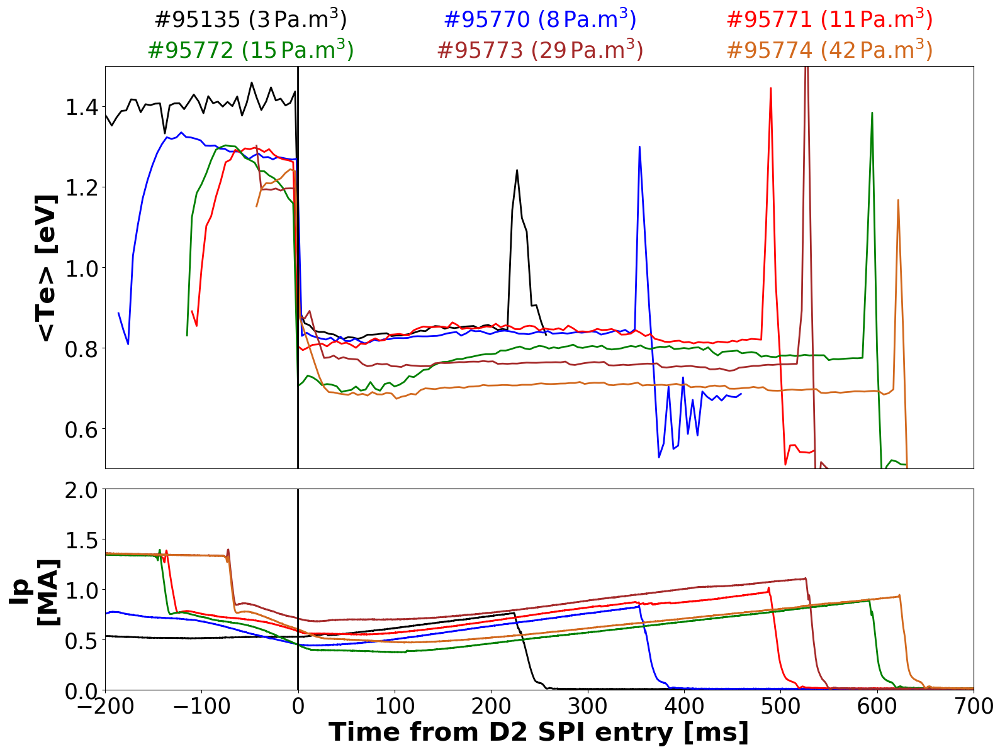 #95135 (3 Pa.m³) #95770 (8 Pa.m³) #95771 (11 Pa.m³)
#95772 (15 Pa.m³) #95773 (29 Pa.m³) #95774 (42 Pa.m³)
1.4
1.2
1.0
0.8
0.6
<Te> [eV]
2.0
1.5
1.0
0.5
0.0
Ip
[MA]
−200 −100 0 100 200 300 400 500 600 700
Time from D2 SPI entry [ms]